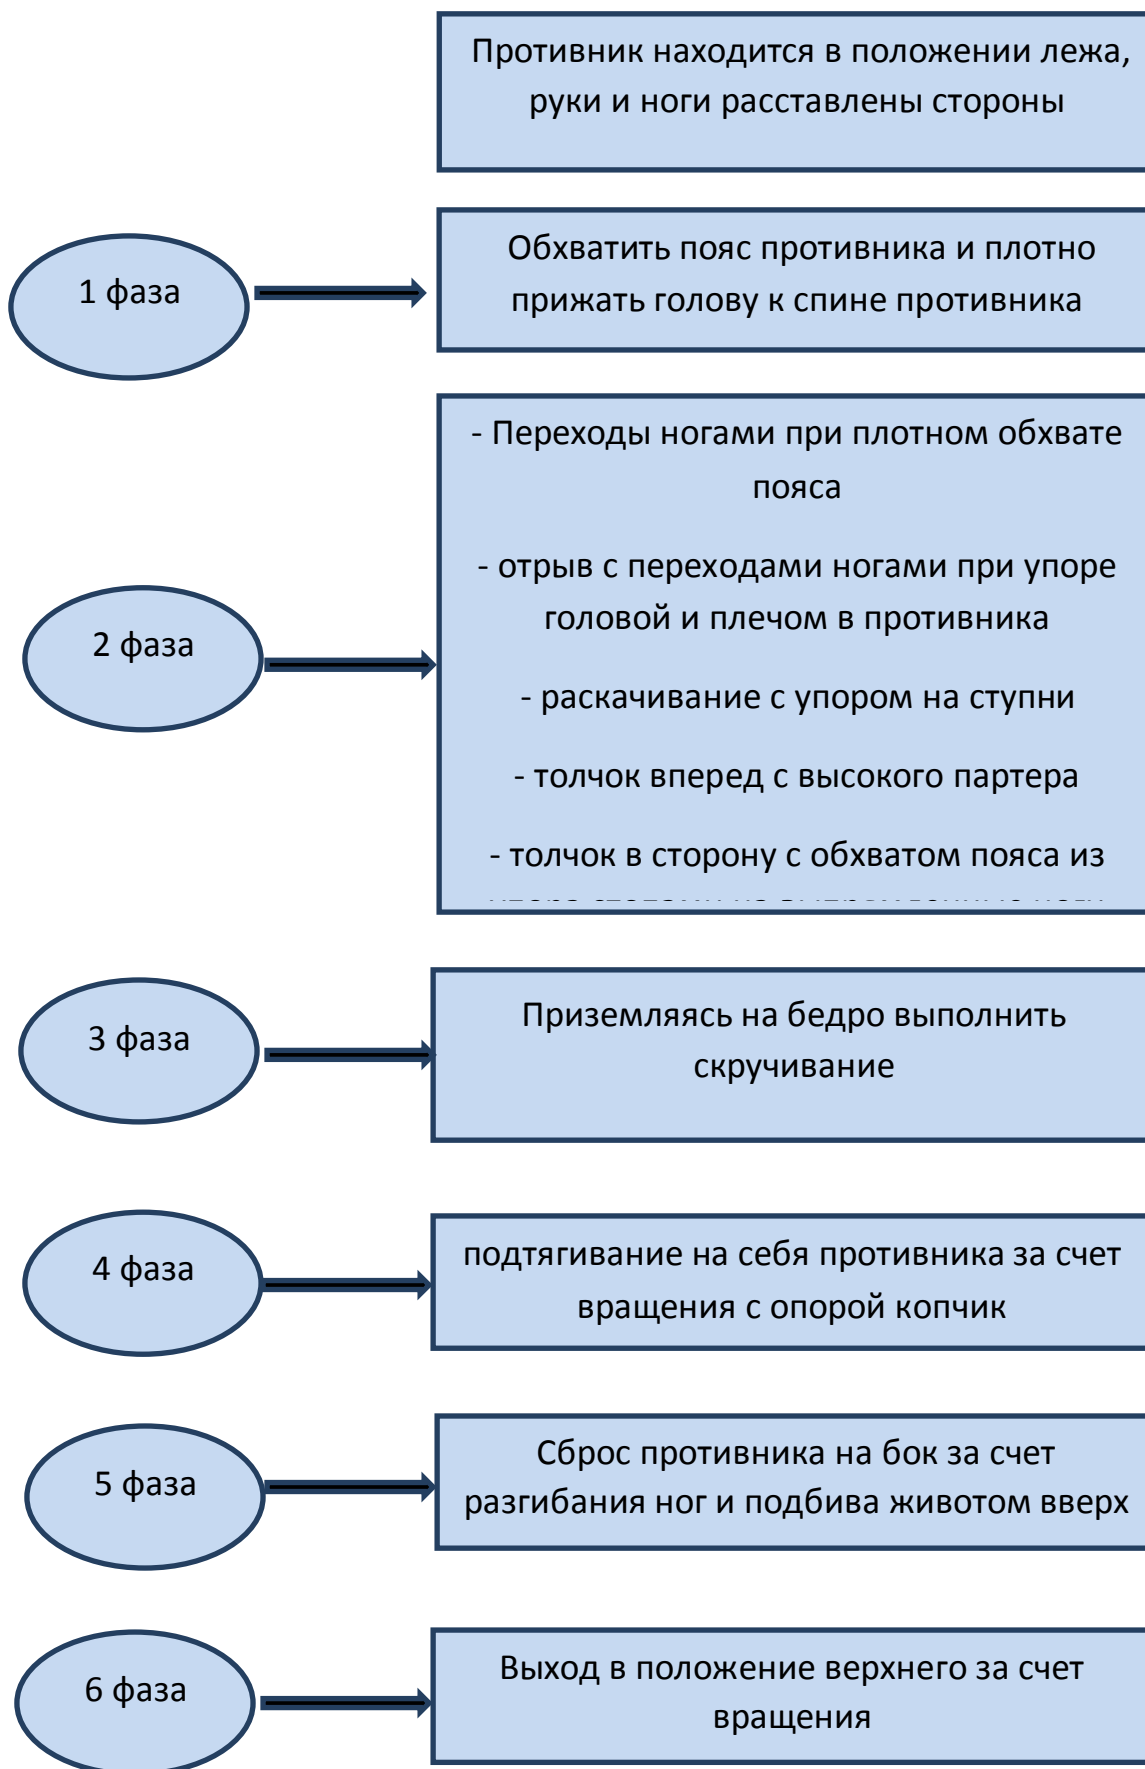 Противник находится в положении лежа,
руки и ноги расставлены стороны
1 фаза
Обхватить пояс противника и плотно
прижать голову к спине противника
2 фаза
- Переходы ногами при плотном обхвате
пояса
- отрыв с переходами ногами при упоре
головой и плечом в противника
- раскачивание с упором на ступни
- толчок вперед с высокого партера
- толчок в сторону с обхватом пояса из
3 фаза
Приземляясь на бедро выполнить
скручивание
4 фаза
подтягивание на себя противника за счет
вращения с опорой копчик
5 фаза
Сброс противника на бок за счет
разгибания ног и подбива животом вверх
6 фаза
Выход в положение верхнего за счет
вращения